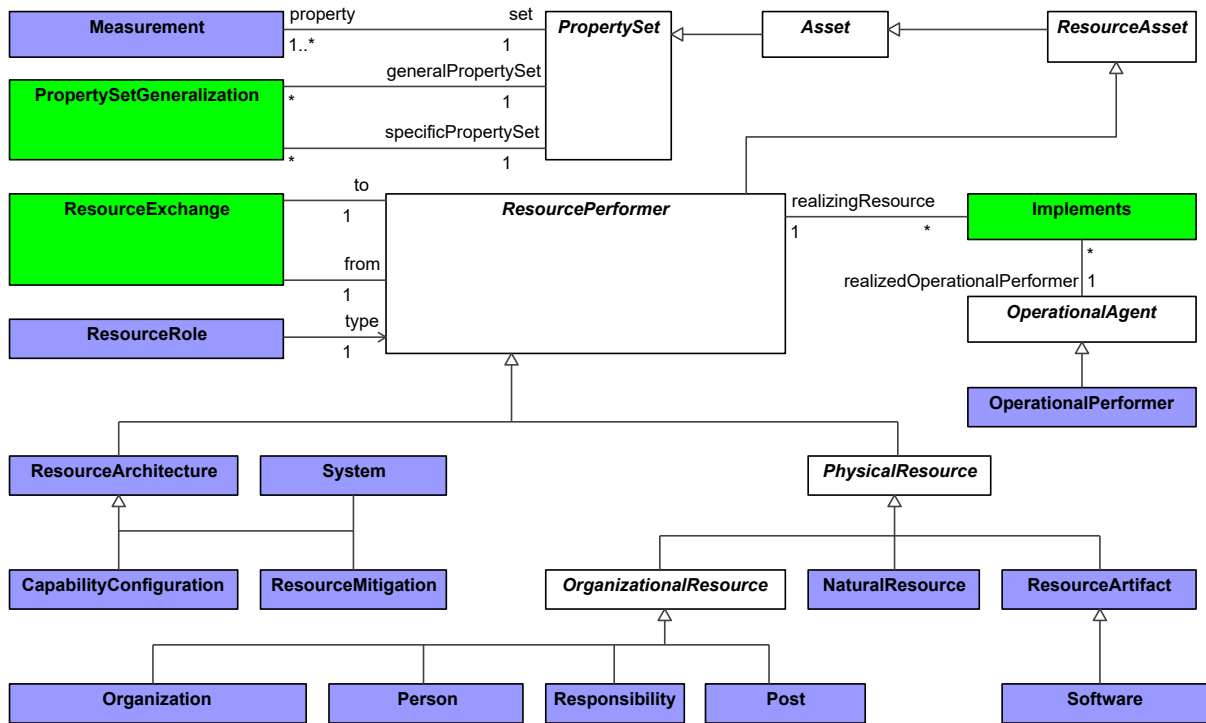 Measurement
property
set
1..*
1
PropertySet
Asset
ResourceAsset
PropertySetGeneralization
generalPropertySet
*
1
specificPropertySet
*
1
ResourceExchange
to
1
from
1
ResourcePerformer
realizingResource
1
*
Implements
*
realizedOperationalPerformer
1
OperationalAgent
ResourceRole
type
1
OperationalPerformer
ResourceArchitecture
System
PhysicalResource
CapabilityConfiguration
ResourceMitigation
OrganizationalResource
NaturalResource
ResourceArtifact
Organization
Person
Responsibility
Post
Software